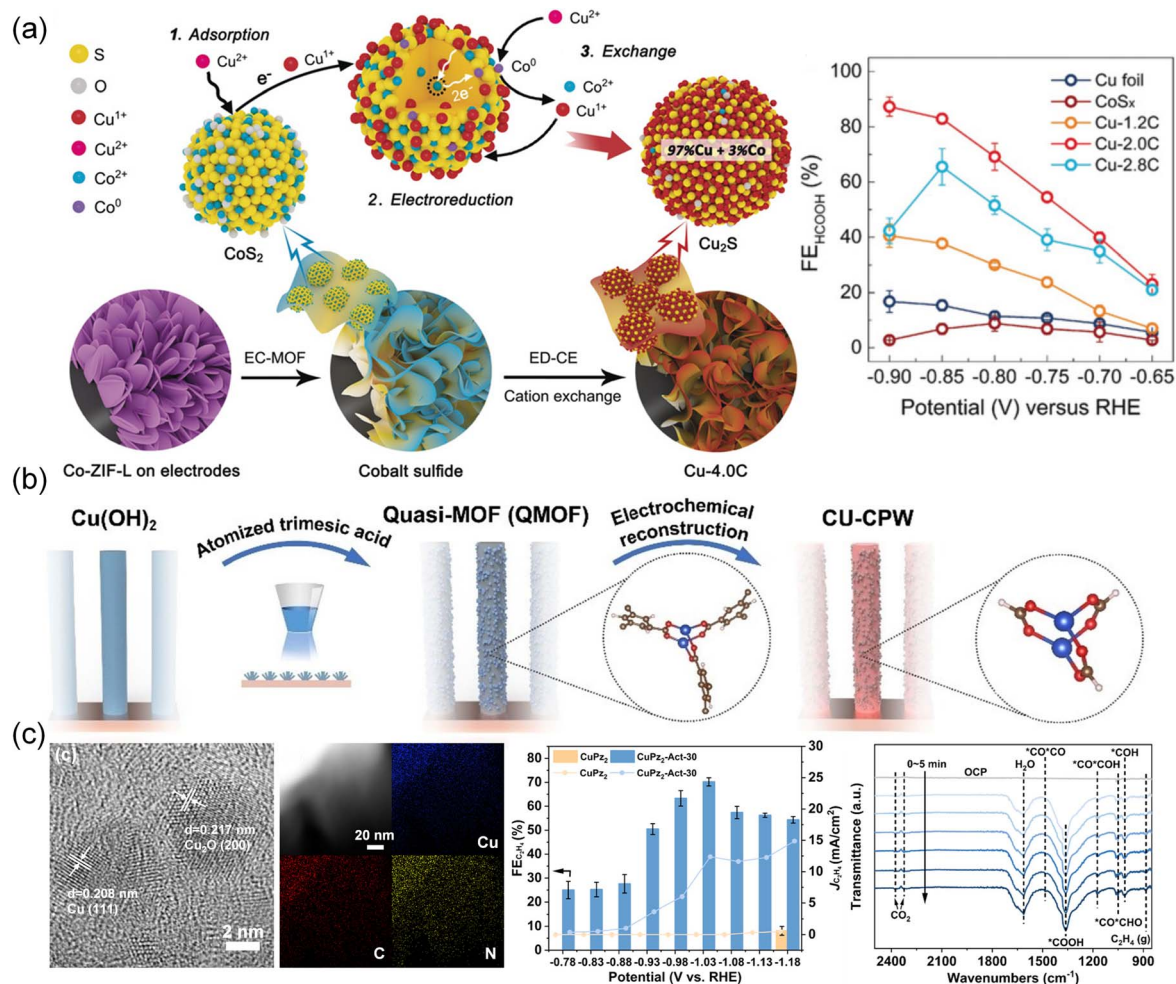 (a)
S
O
Cu1+
Cu2+
Co2+
Co0
1. Adsorption
Cu2+
e-
Cu1+
CoS2
2e-
2. Electroreduction
Cu2+
3. Exchange
Co0
Co2+
Cu1+
97%Cu + 3%Co
Cu2S
EC-MOF
ED-CE
Cation exchange
Co-ZIF-L on electrodes
Cobalt sulfide
Cu-4.0C
FEHCOOH (%)
100
80
60
40
20
0
Cu foil
CoSx
Cu-1.2C
Cu-2.0C
Cu-2.8C
-0.90 -0.85 -0.80 -0.75 -0.70 -0.65
Potential (V) versus RHE
(b)
Cu(OH)2
Atomized trimesic acid
Quasi-MOF (QMOF)
Electrochemical
reconstruction
CU-CPW
(c)
(c)
d=0.217 nm
Cu2O (200)
d=0.208 nm
Cu (111)
2 nm
20 nm
Cu
C
N
FEC2H4 (%)
80
70
60
50
40
30
20
10
0
CuPz2
CuPz2-Act-30
CuPz2
CuPz2-Act-30
30
25
20
15
10
5
0
JC2H4 (mA/cm2)
-0.78 -0.83 -0.88 -0.93 -0.98 -1.03 -1.08 -1.13 -1.18
Potential (V vs. RHE)
Transmittance (a.u.)
*CO*CO
*COH
0~5 min
H2O
*CO*COH
OCP
CO2
*CO*CHO
*COOH
C2H4 (g)
2400 2100 1800 1500 1200 900
Wavenumbers (cm-1)